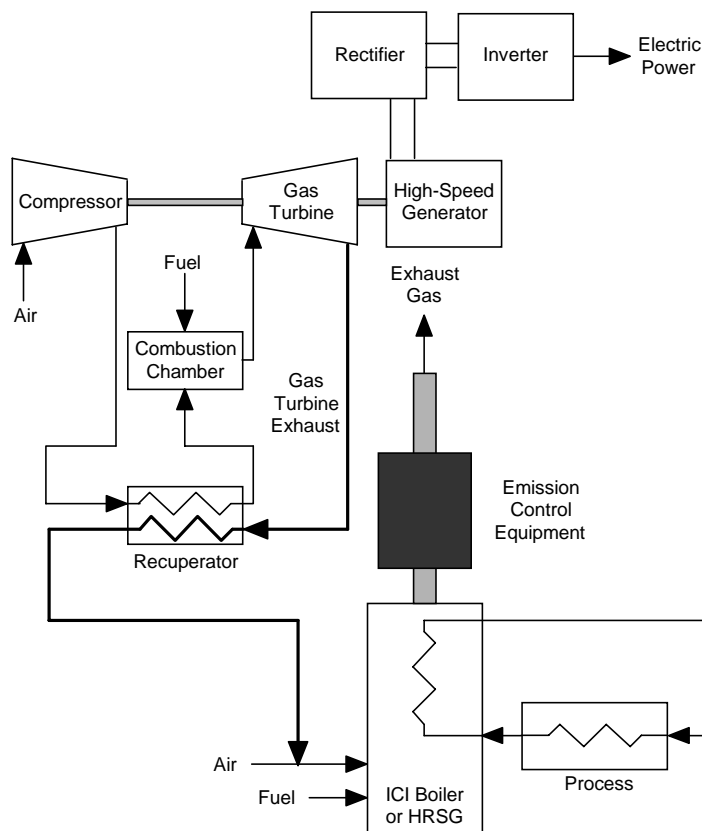 Rectifier
Inverter
Electric
Power
Compressor
Gas
Turbine
High-Speed
Generator
Air
Fuel
Combustion
Chamber
Gas
Turbine
Exhaust
Exhaust
Gas
Recuperator
Emission
Control
Equipment
Air
Fuel
ICI Boiler
or HRSG
Process